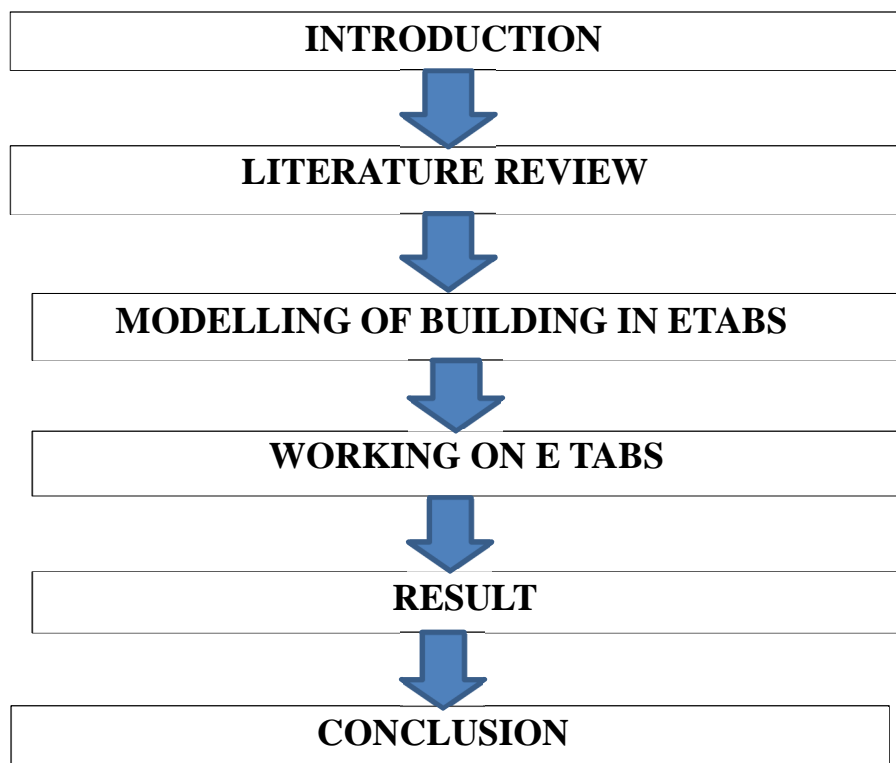 INTRODUCTION
LITERATURE REVIEW
MODELLING OF BUILDING IN ETABS
WORKING ON E TABS
RESULT
CONCLUSION